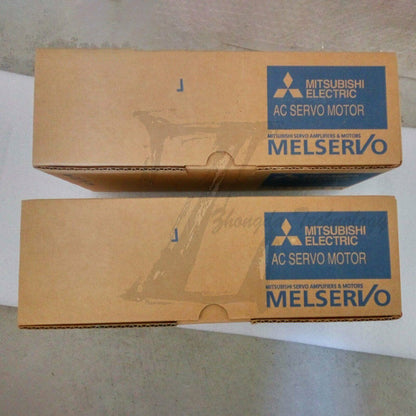 MITSUBISHI
ELECTRIC
AC SERVO MOTOR
MITSUBISHI SERVO AMPLIFIERS & MOTORS
MELSERVO
MITSUBISHI
ELECTRIC
AC SERVO MOTOR
MITSUBISHI SERVO AMPLIFIERS & MOTORS
MELSERVO